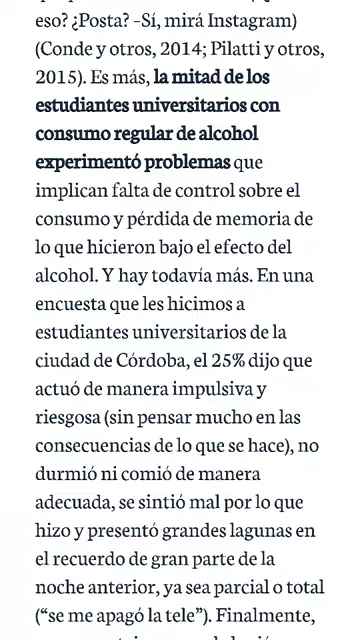 eso? ¿Posta? –Sí, mirá Instagram)
(Conde y otros, 2014; Pilatti y otros,
2015). Es más, la mitad de los
estudiantes universitarios con
consumo regular de alcohol
experimentó problemas que
implican falta de control sobre el
consumo y pérdida de memoria de
lo que hicieron bajo el efecto del
alcohol. Y hay todavía más. En una
encuesta que les hicimos a
estudiantes universitarios de la
ciudad de Córdoba, el 25% dijo que
actuó de manera impulsiva y
riesgosa (sin pensar mucho en las
consecuencias de lo que se hace), no
durmió ni comió de manera
adecuada, se sintió mal por lo que
hizo y presentó grandes lagunas en
el recuerdo de gran parte de la
noche anterior, ya sea parcial o total
(“se me apagó la tele”). Finalmente,